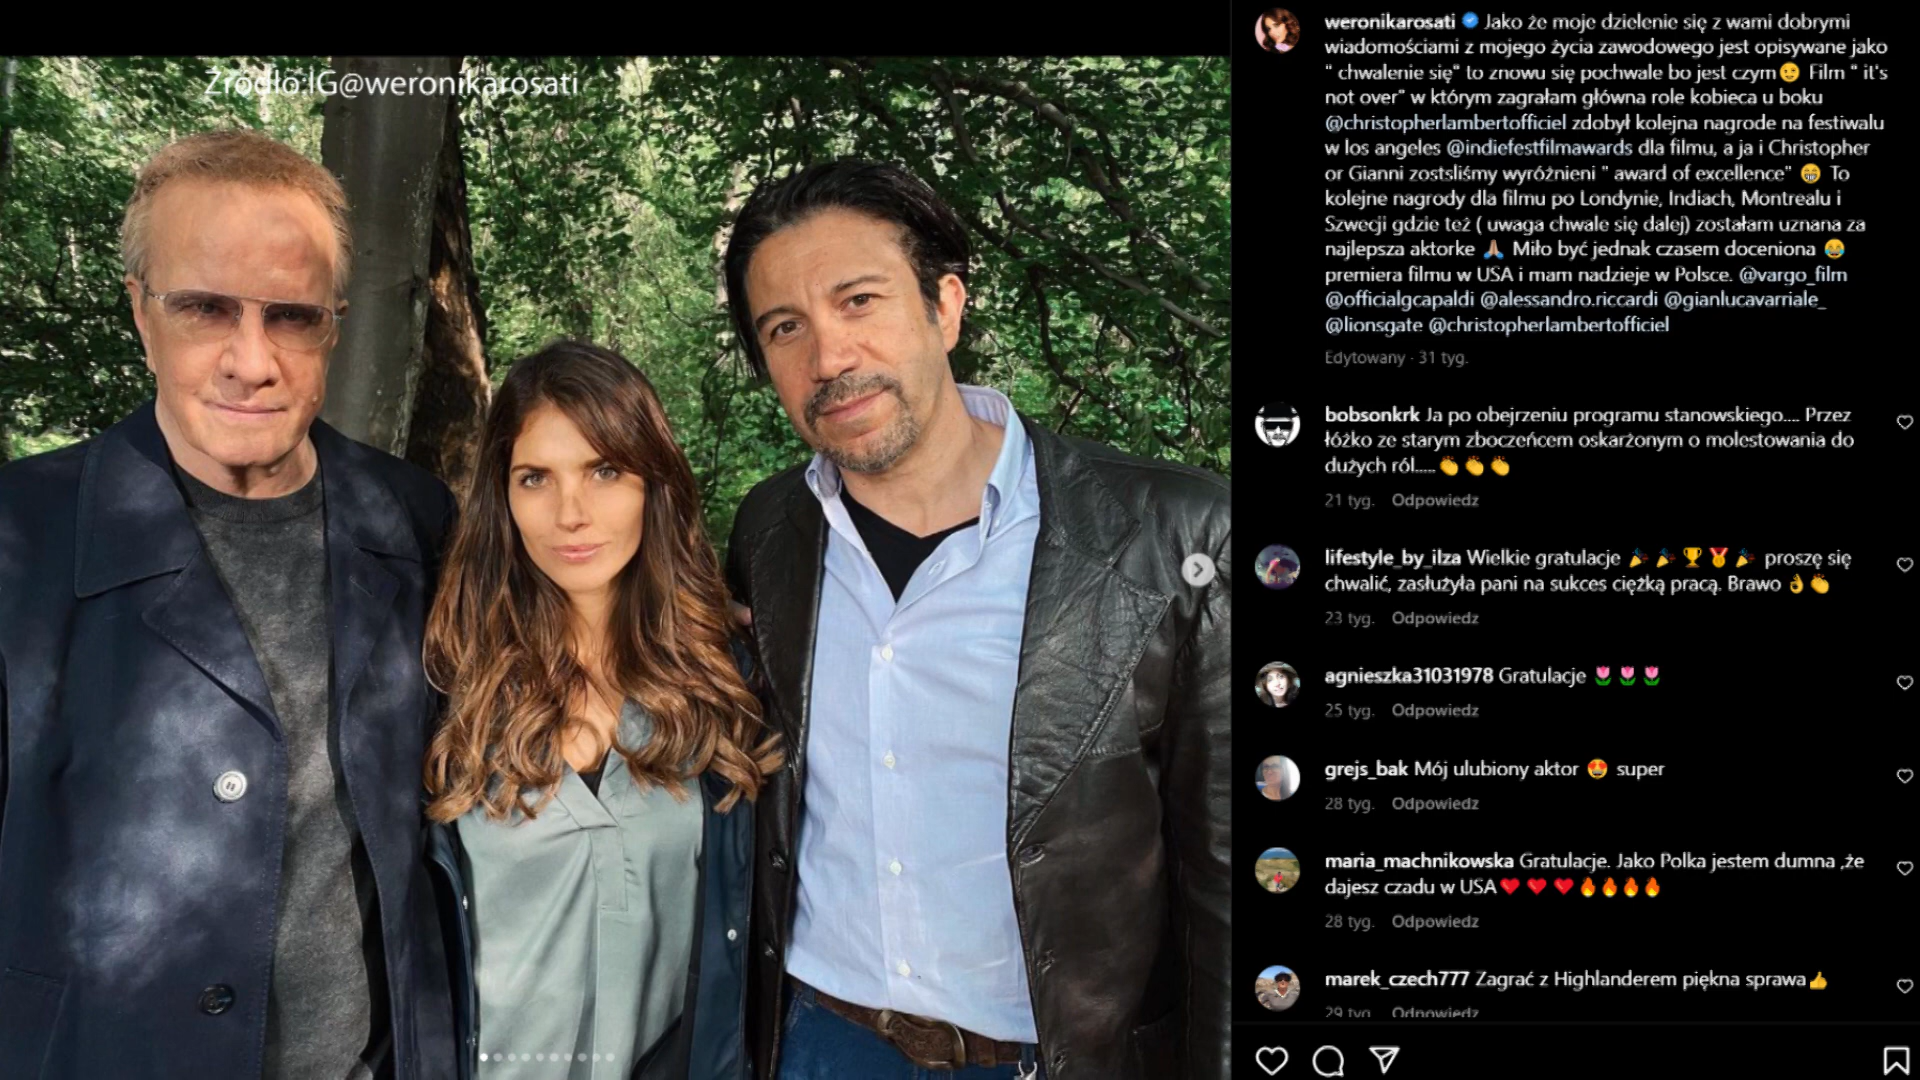 Źródło:IG@weronikarosati
weronikarosati Jako że moje dzielenie się z wami dobrymi
wiadomościami z mojego życia zawodowego jest opisywane jako
" chwalenie się" to znowu się pochwale bo jest czym😉 Film " it's
not over" w którym zagrałam główna role kobieca u boku
@christopherlambertofficiel zdobył kolejna nagrode na festiwalu
w los angeles @indiefestfilmawards dla filmu, a ja i Christopher
or Gianni zostsliśmy wyróżnieni " award of excellence" 😁 To
kolejne nagrody dla filmu po Londynie, Indiach, Montrealu i
Szwecji gdzie też ( uwaga chwale się dalej) zostałam uznana za
najlepsza aktorke 🙏🏼 Miło być jednak czasem doceniona 😂
premiera filmu w USA i mam nadzieje w Polsce. @vargo_film
@officialgcapaldi @alessandro.riccardi @gianlucavarriale_
@lionsgate @christopherlambertofficiel
Edytowany · 31 tyg.
bobsonkrk Ja po obejrzeniu programu stanowskiego.... Przez
łóżko ze starym zboczeńcem oskarżonym o molestowania do
dużych ról.....👏👏👏
21 tyg. Odpowiedz
lifestyle_by_ilza Wielkie gratulacje 🎉🎉🏆🏅🎉 proszę się
chwalić, zasłużyła pani na sukces ciężką pracą. Brawo 👌👏
23 tyg. Odpowiedz
agnieszka31031978 Gratulacje 🌷🌷🌷
25 tyg. Odpowiedz
grejs_bak Mój ulubiony aktor 😍 super
28 tyg. Odpowiedz
maria_machnikowska Gratulacje. Jako Polka jestem dumna ,że
dajesz czadu w USA❤️❤️❤️🔥🔥🔥🔥
28 tyg. Odpowiedz
marek_czech777 Zagrać z Highlanderem piękna sprawa👍
29 tyg. Odpowiedz